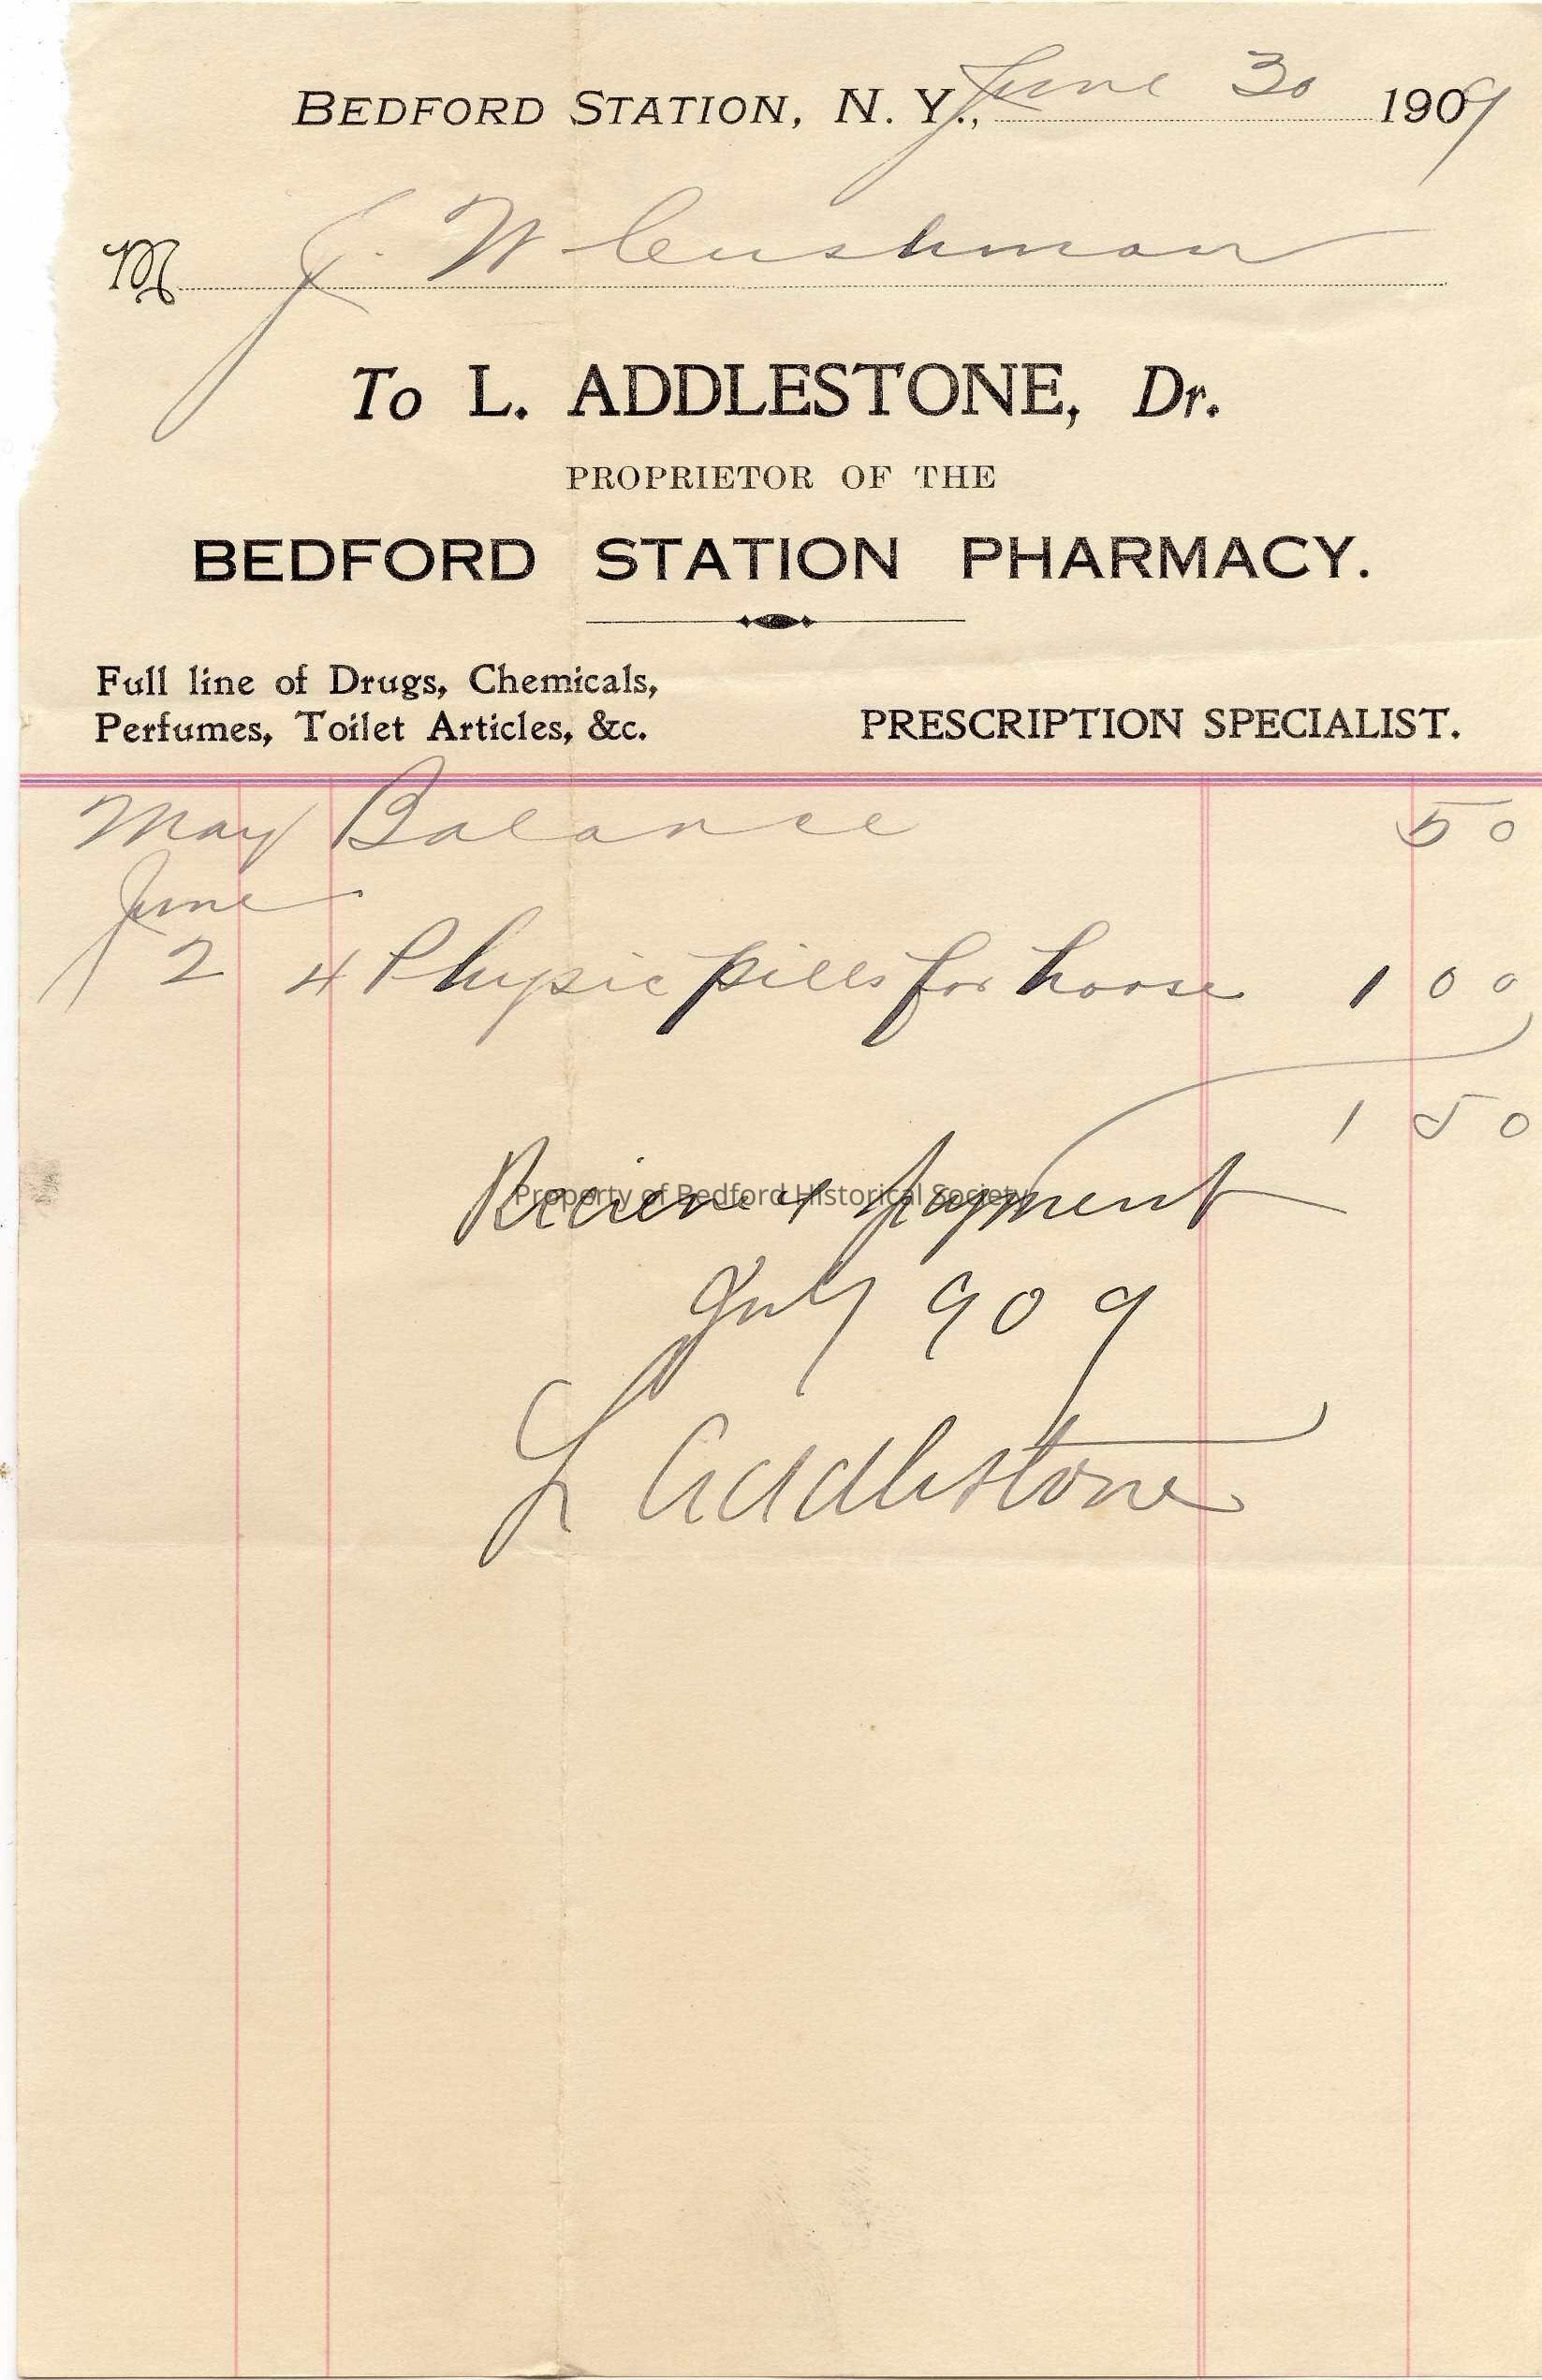 BEDFORD STATION, N. Y., June 30 1909
M J. W Cushman
To L. ADDLESTONE, Dr.
PROPRIETOR OF THE
BEDFORD STATION PHARMACY.
Full line of Drugs, Chemicals,
Perfumes, Toilet Articles, &c.
PRESCRIPTION SPECIALIST.
May Balance 50
June
2 4 Physic pills for horse 1 00
1 50
Received payment
Property of Bedford Historical Society
July 909
L Addlestone